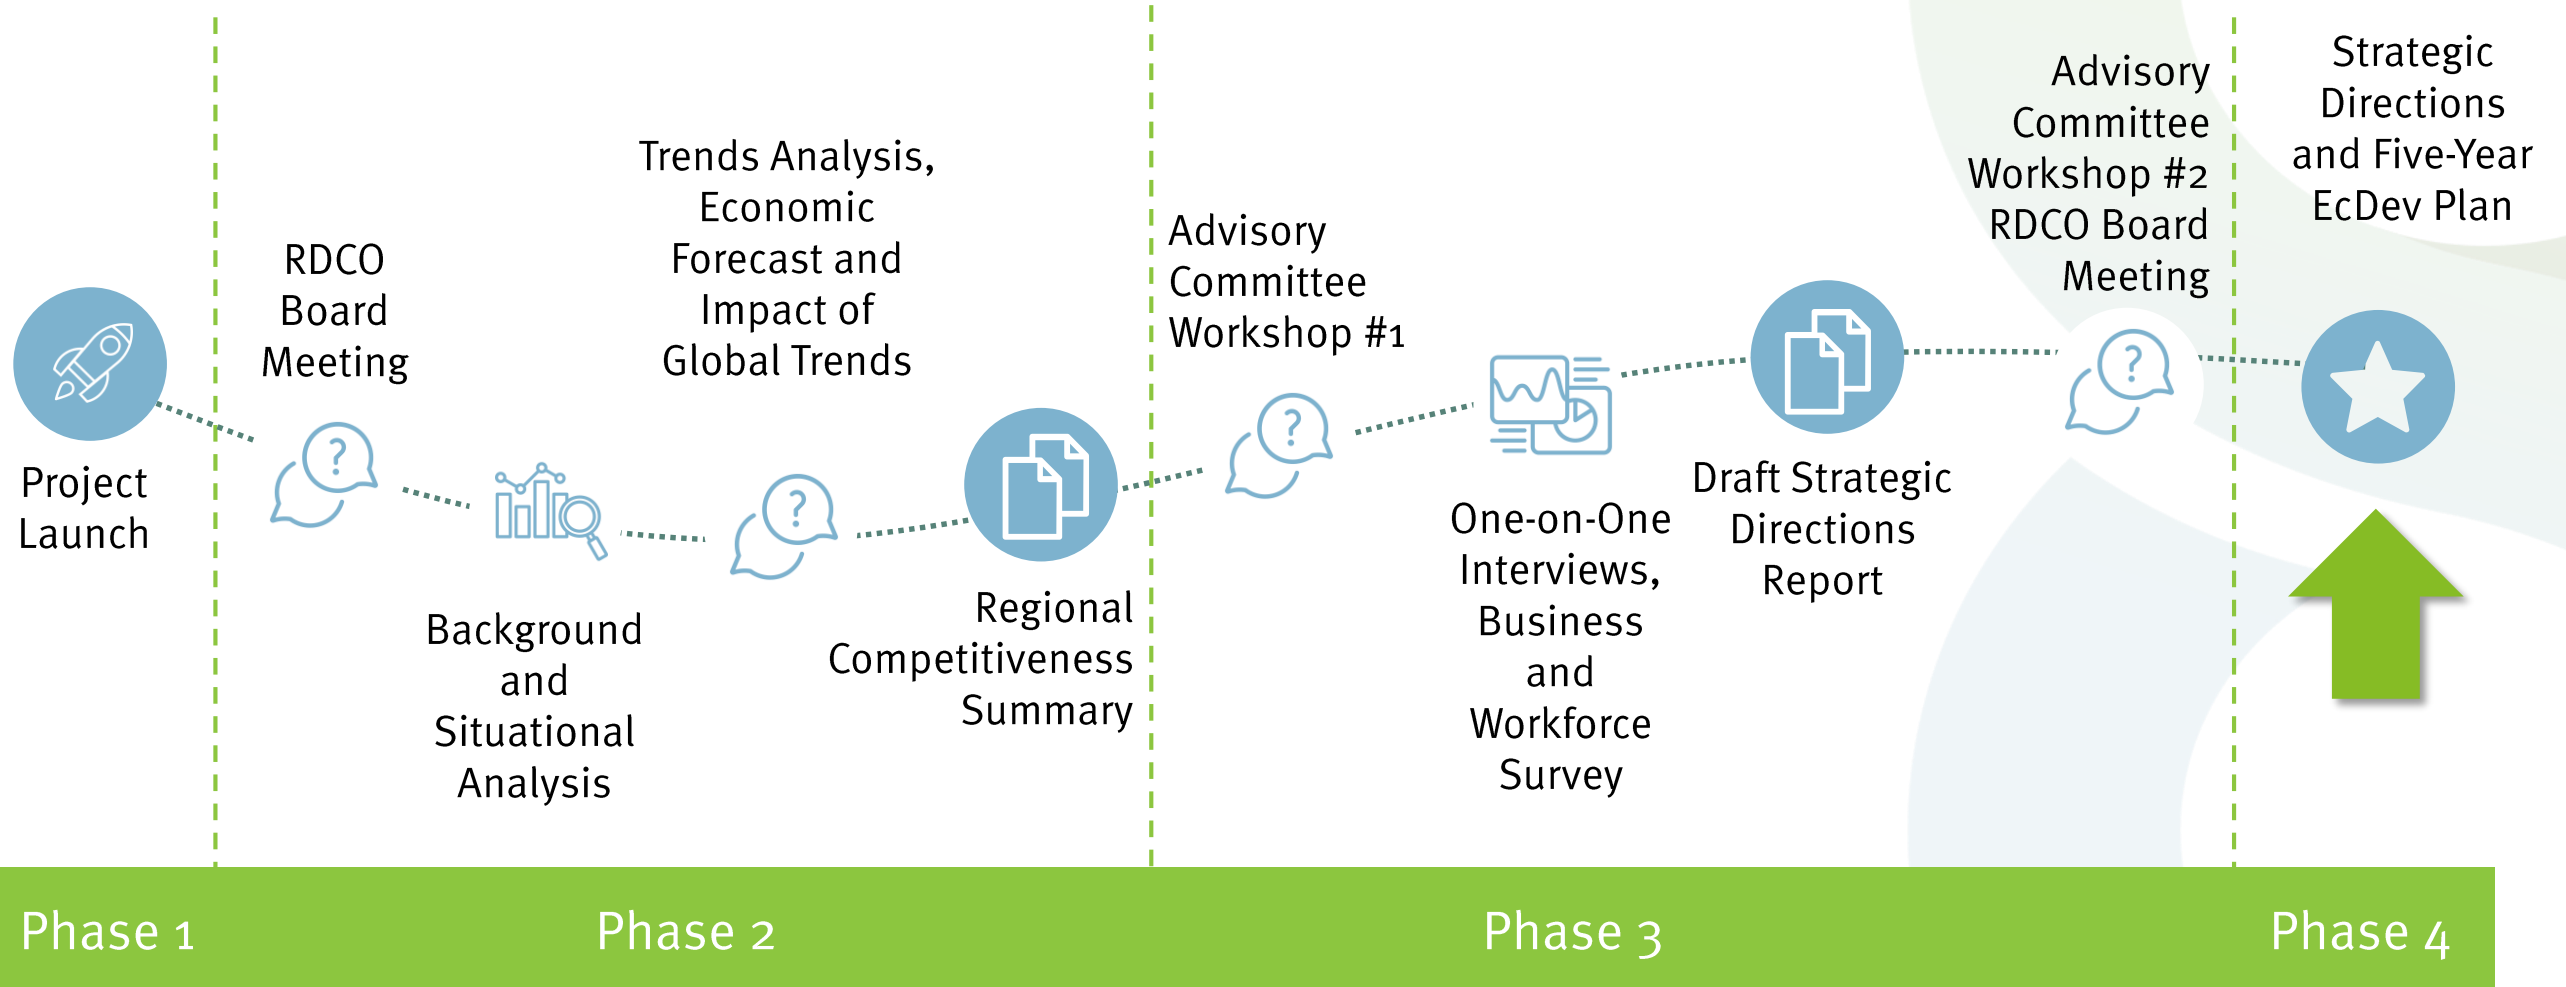 Project
Launch
RDCO
Board
Meeting
Background
and
Situational
Analysis
Trends Analysis,
Economic
Forecast and
Impact of
Global Trends
Regional
Competitiveness
Summary
Advisory
Committee
Workshop #1
One-on-One
Interviews,
Business
and
Workforce
Survey
Draft Strategic
Directions
Report
Advisory
Committee
Workshop #2
RDCO Board
Meeting
Strategic
Directions
and Five-Year
EcDev Plan
Phase 1
Phase 2
Phase 3
Phase 4